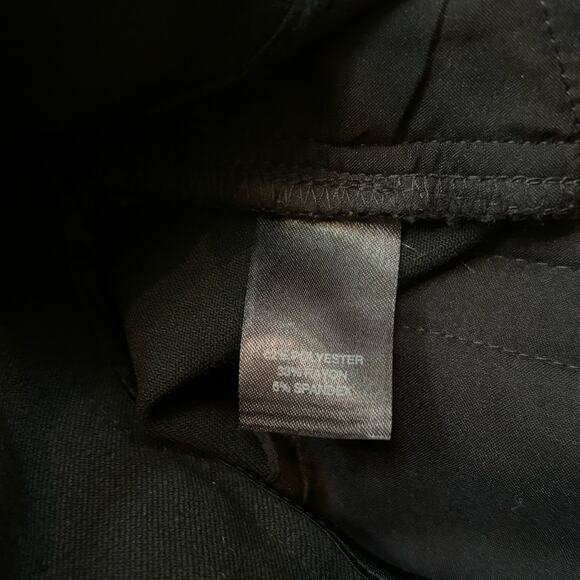 62% POLYESTER
33% RAYON
5% SPANDEX